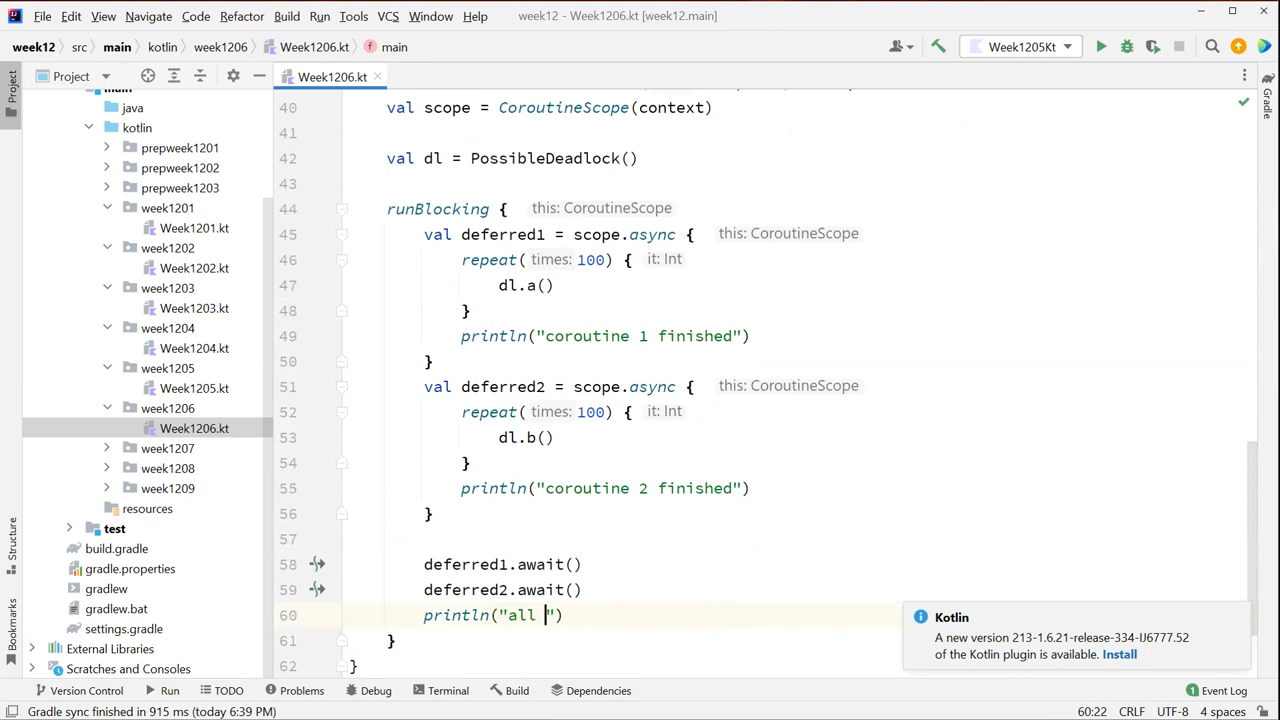 File Edit View Navigate Code Refactor Build Run Tools VCS Window Help week12 - Week1206.kt [week12.main]
week12 src main kotlin week1206 Week1206.kt main Week1205Kt
Project
Project
Bookmarks
Structure
Gradle
Week1206.kt
main
java
kotlin
prepweek1201
prepweek1202
prepweek1203
week1201
Week1201.kt
week1202
Week1202.kt
week1203
Week1203.kt
week1204
Week1204.kt
week1205
Week1205.kt
week1206
Week1206.kt
week1207
week1208
week1209
resources
test
build.gradle
gradle.properties
gradlew
gradlew.bat
settings.gradle
External Libraries
Scratches and Consoles
40 val scope = CoroutineScope(context)
41
42 val dl = PossibleDeadlock()
43
44 runBlocking { this: CoroutineScope
45 val deferred1 = scope.async { this: CoroutineScope
46 repeat( times: 100) { it: Int
47 dl.a()
48 }
49 println("coroutine 1 finished")
50 }
51 val deferred2 = scope.async { this: CoroutineScope
52 repeat( times: 100) { it: Int
53 dl.b()
54 }
55 println("coroutine 2 finished")
56 }
57
58 deferred1.await()
59 deferred2.await()
60 println("all ")
61 }
62 }
Kotlin
A new version 213-1.6.21-release-334-IJ6777.52
of the Kotlin plugin is available. Install
Version Control Run TODO Problems Debug Terminal Build Dependencies 1 Event Log
Gradle sync finished in 915 ms (today 6:39 PM) 60:22 CRLF UTF-8 4 spaces